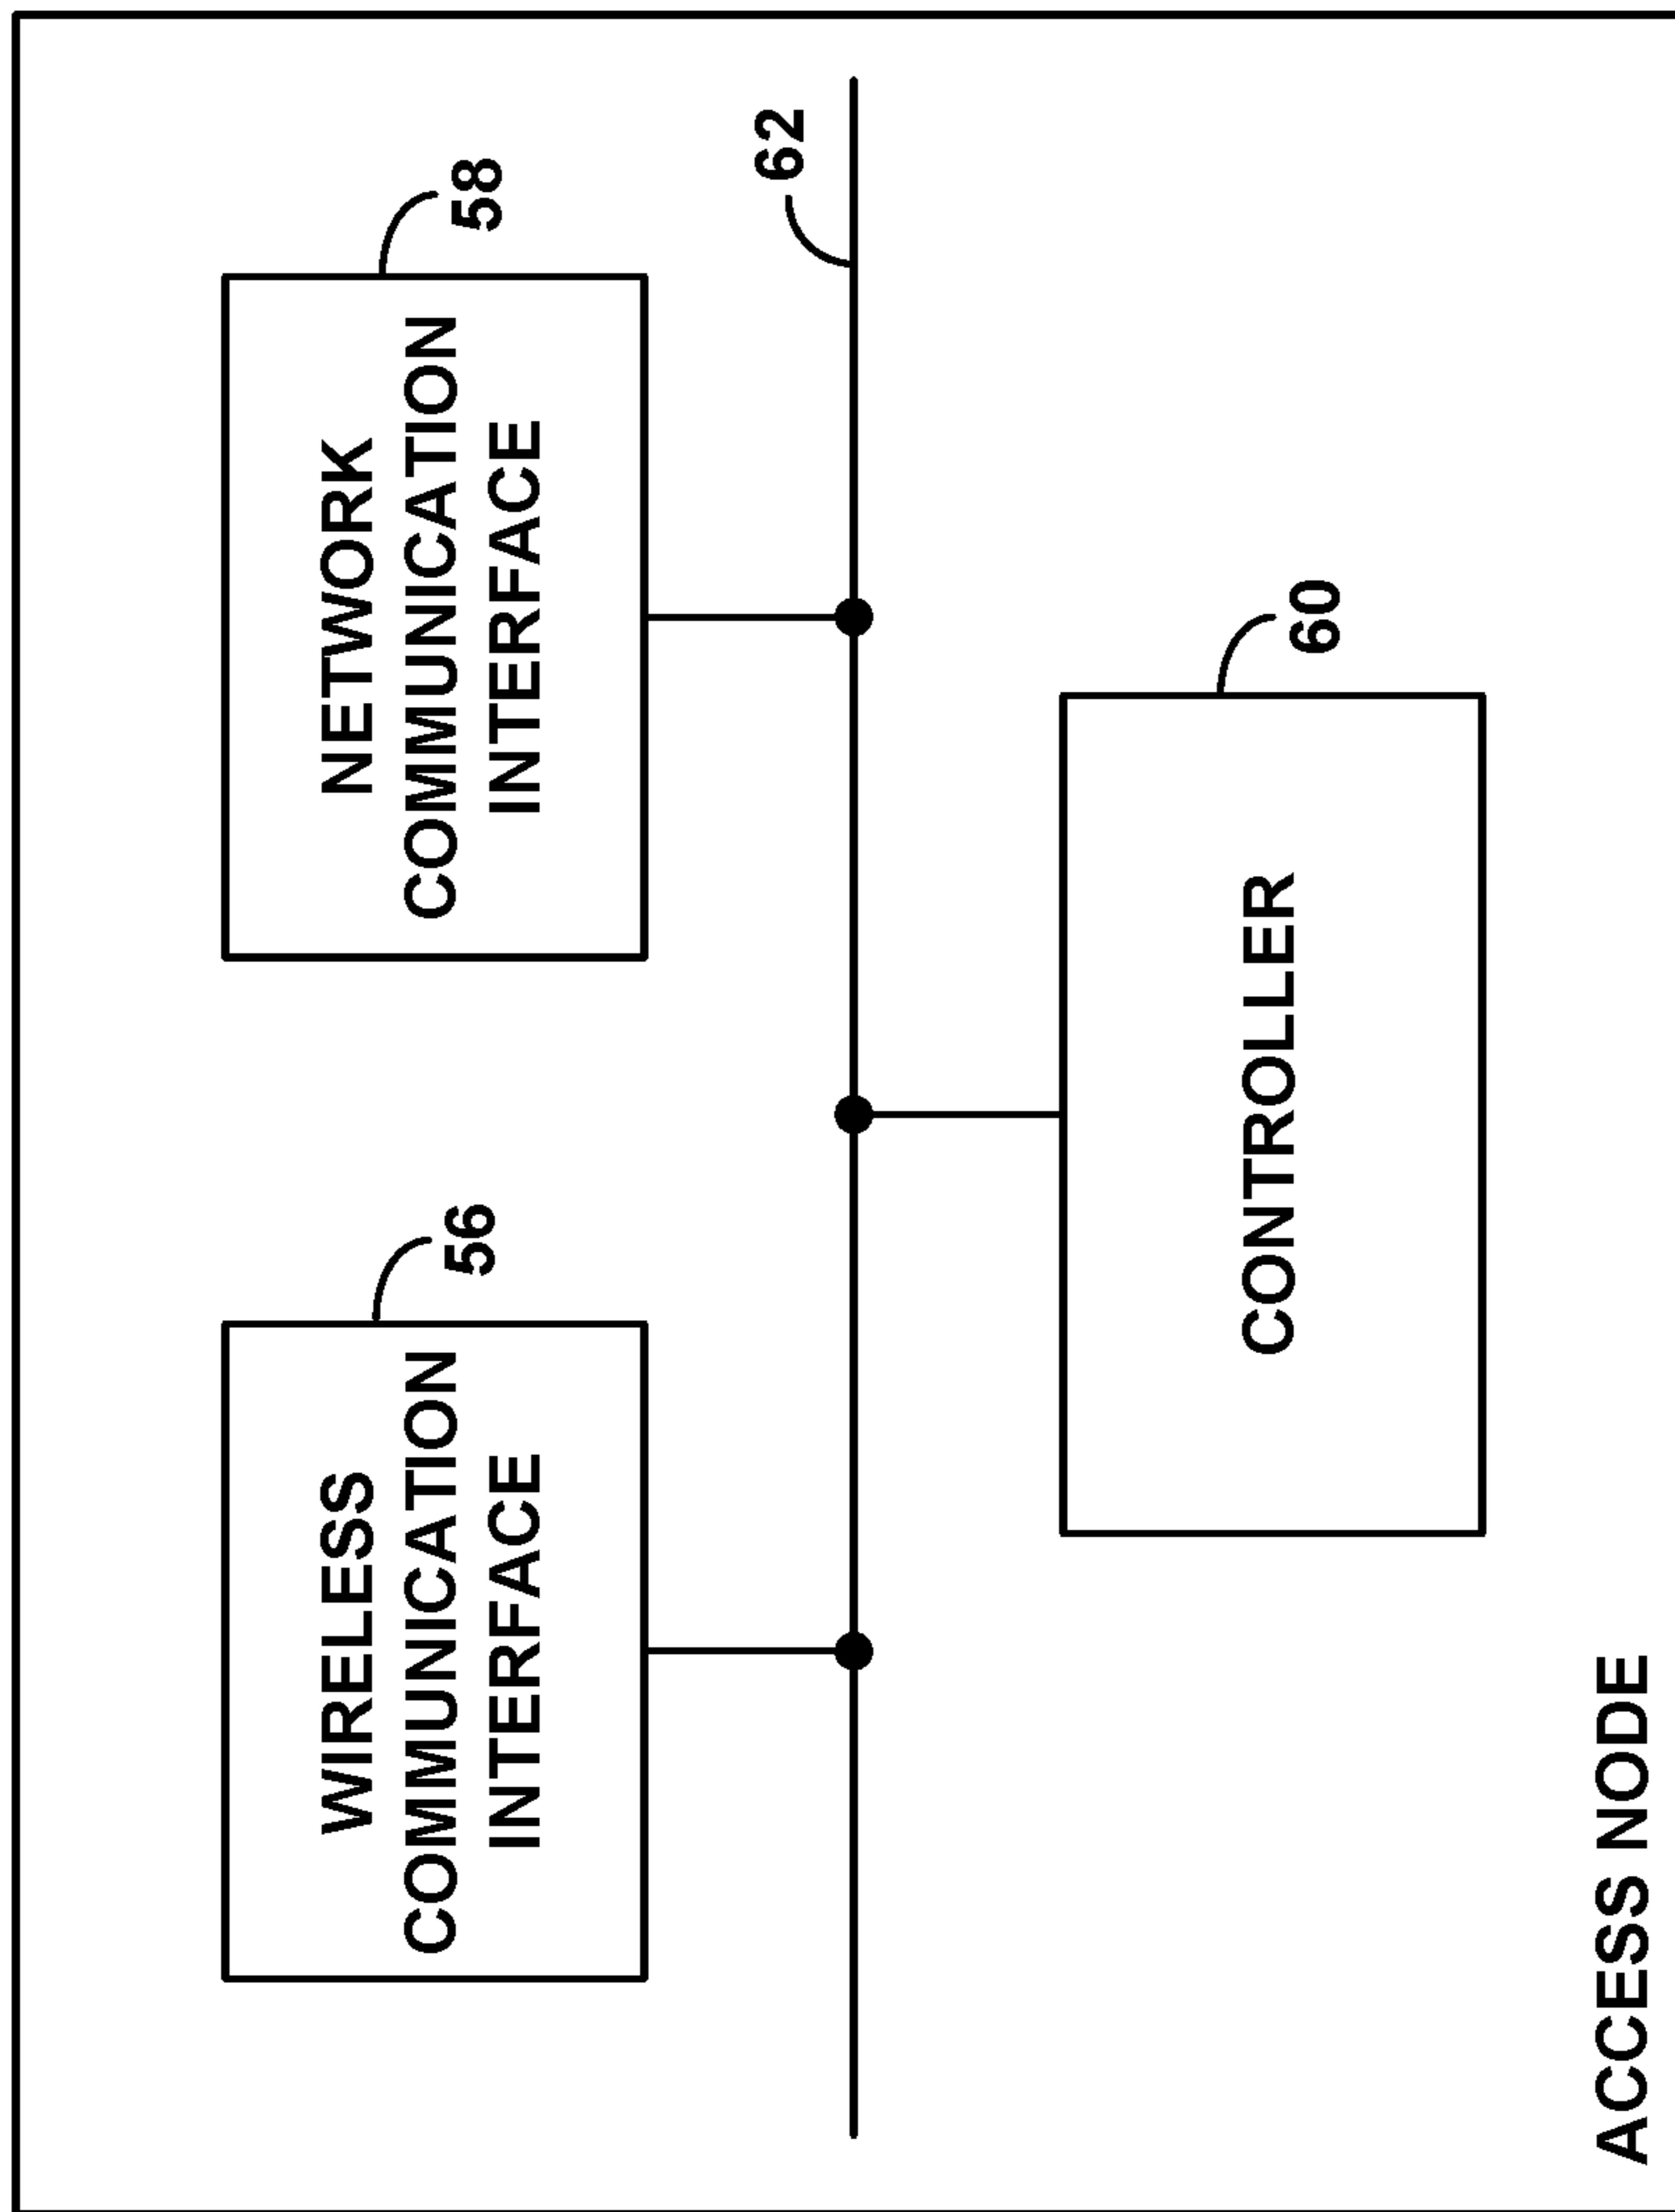 56
WIRELESS
COMMUNICATION
INTERFACE
58
NETWORK
COMMUNICATION
INTERFACE
62
60
CONTROLLER
ACCESS NODE